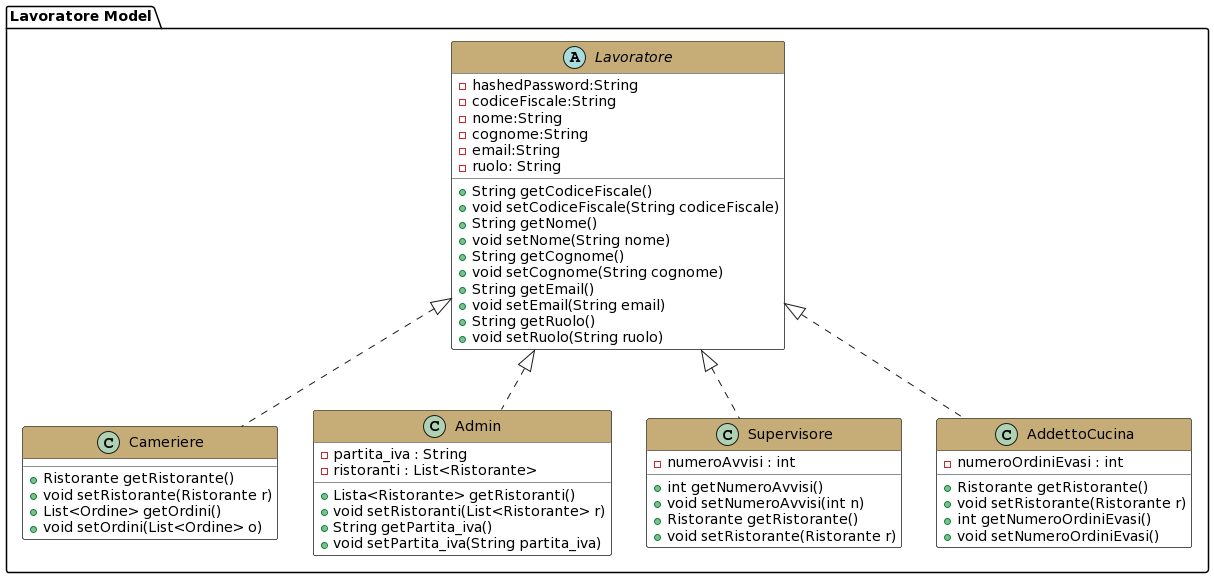 Lavoratore Model
A Lavoratore
hashedPassword:String
codiceFiscale:String
nome:String
cognome:String
email:String
ruolo: String
String getCodiceFiscale()
void setCodiceFiscale(String codiceFiscale)
String getNome()
void setNome(String nome)
String getCognome()
void setCognome(String cognome)
String getEmail()
void setEmail(String email)
String getRuolo()
void setRuolo(String ruolo)
C Cameriere
Ristorante getRistorante()
void setRistorante(Ristorante r)
List<Ordine> getOrdini()
void setOrdini(List<Ordine> o)
C Admin
partita_iva : String
ristoranti : List<Ristorante>
Lista<Ristorante> getRistoranti()
void setRistoranti(List<Ristorante> r)
String getPartita_iva()
void setPartita_iva(String partita_iva)
C Supervisore
numeroAvvisi : int
int getNumeroAvvisi()
void setNumeroAvvisi(int n)
Ristorante getRistorante()
void setRistorante(Ristorante r)
C AddettoCucina
numeroOrdiniEvasi : int
Ristorante getRistorante()
void setRistorante(Ristorante r)
int getNumeroOrdiniEvasi()
void setNumeroOrdiniEvasi()